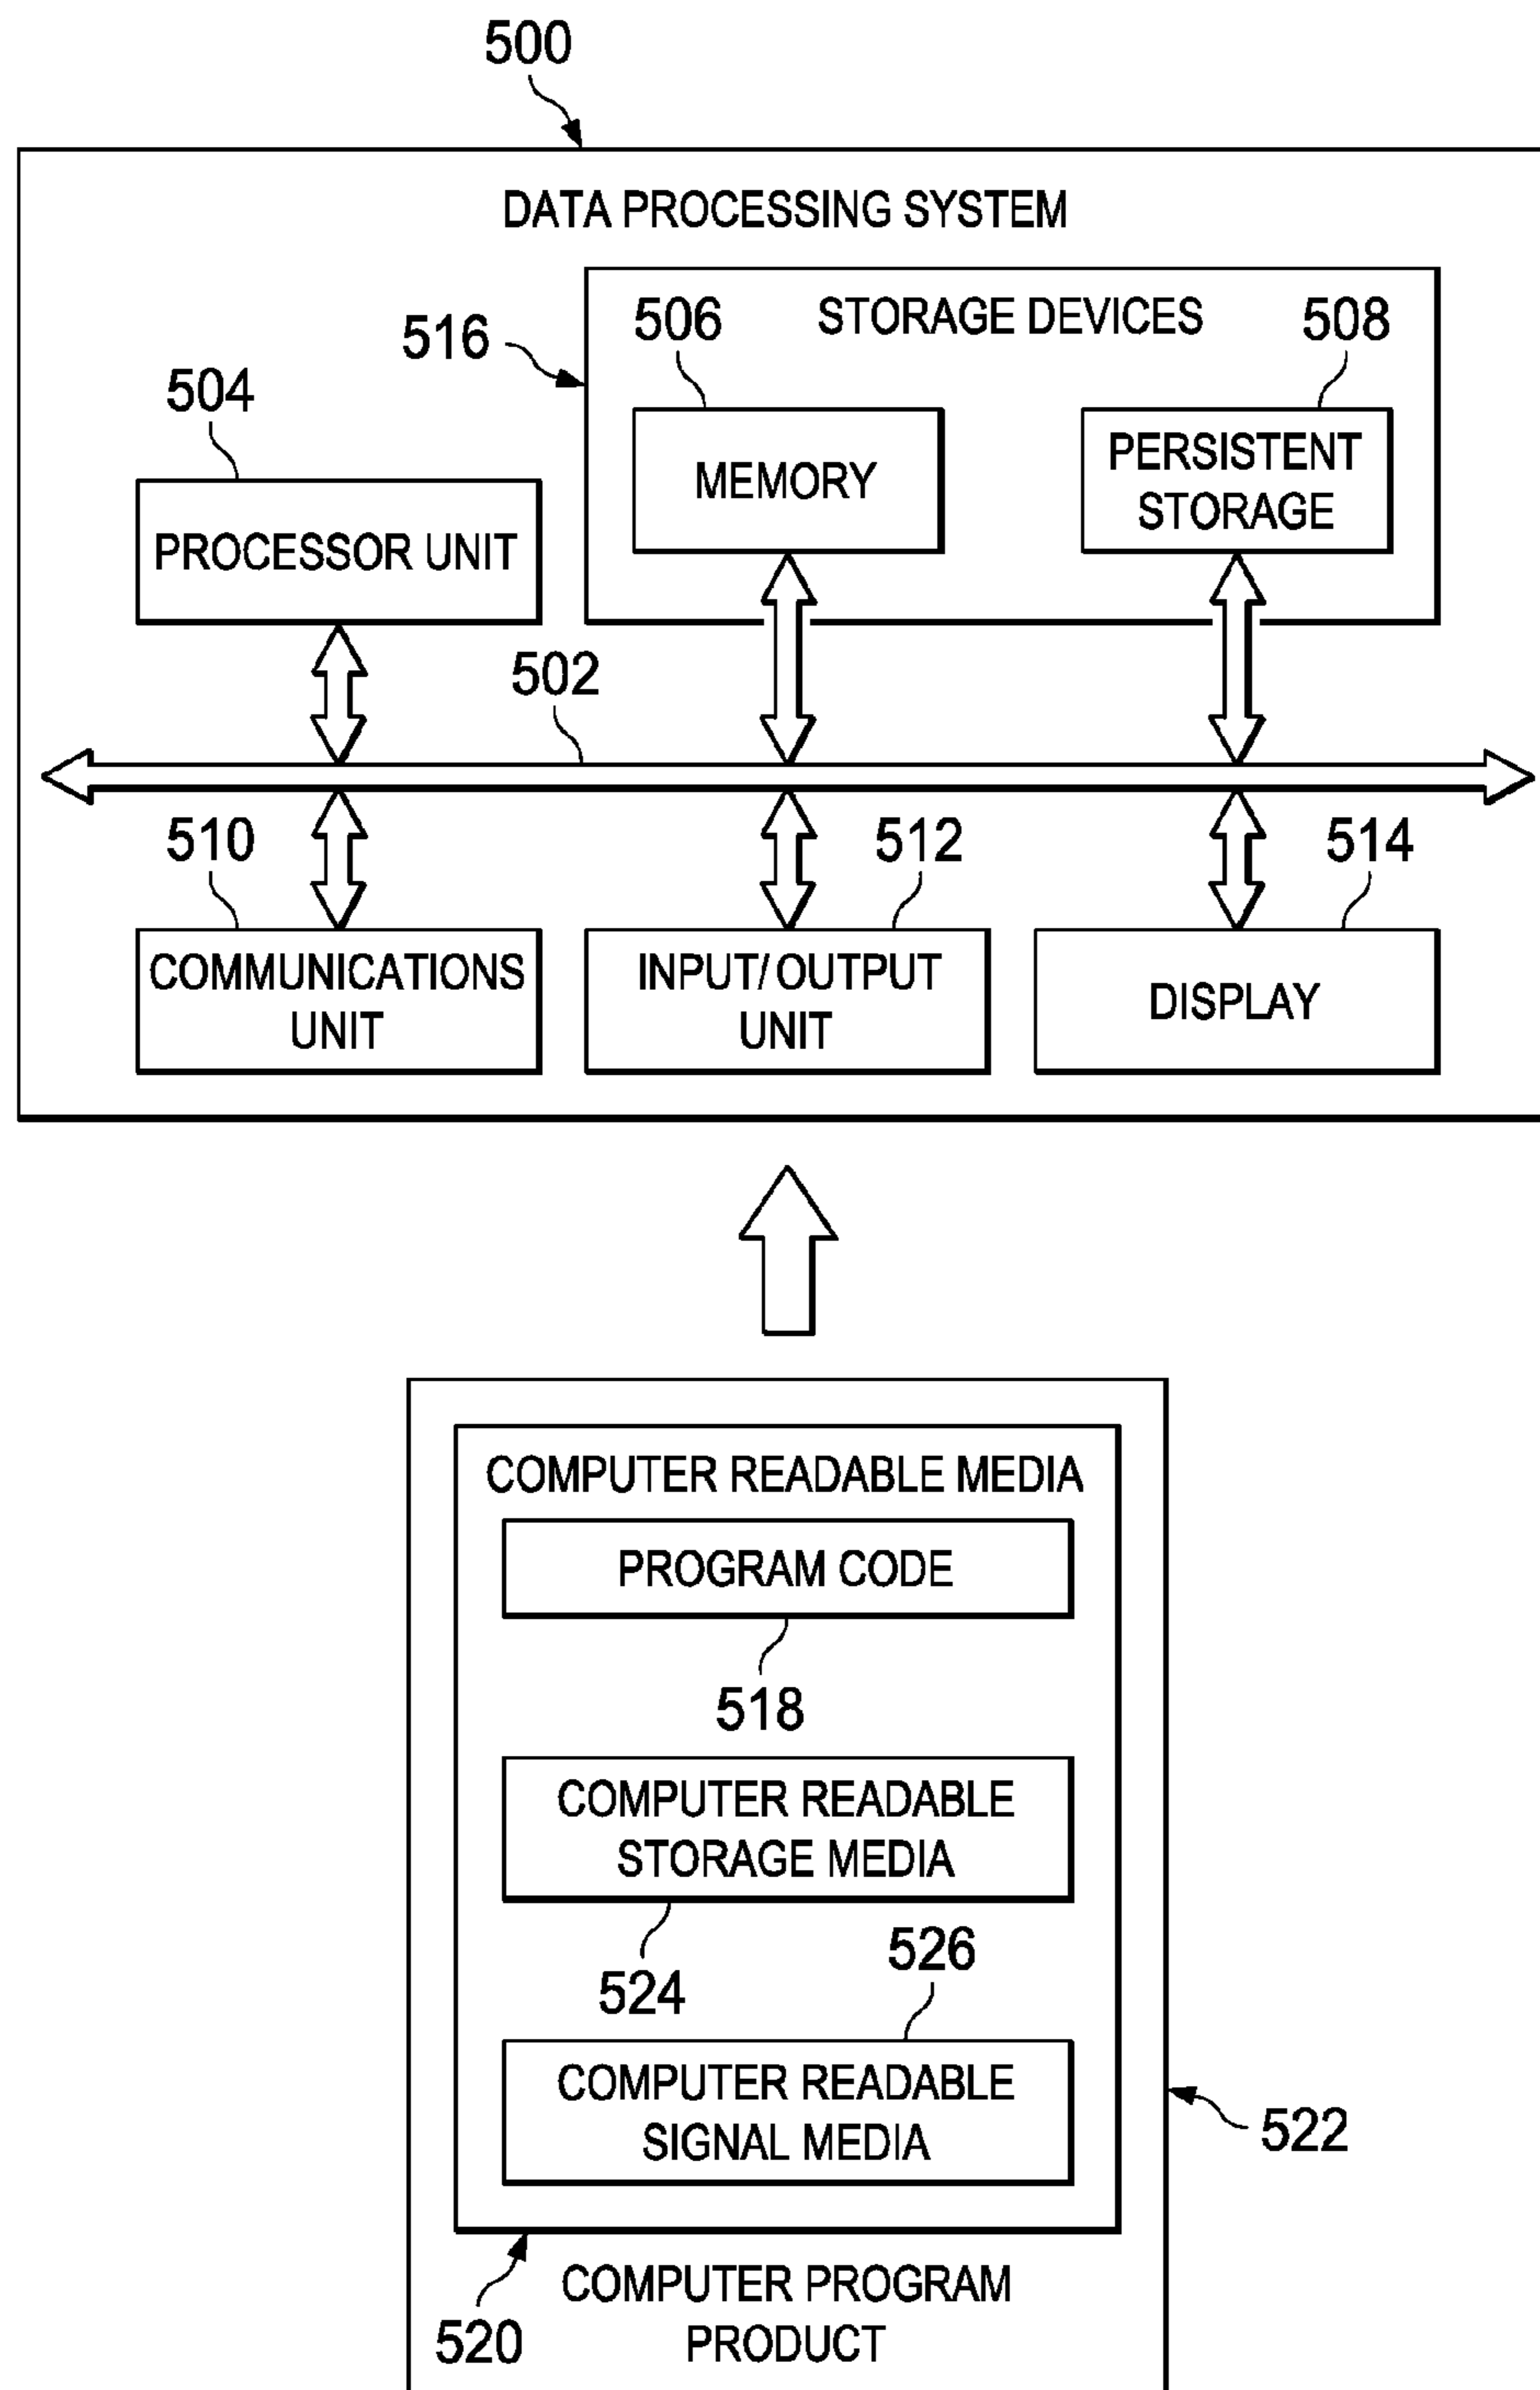 500
DATA PROCESSING SYSTEM
516
506
STORAGE DEVICES
508
504
MEMORY
PERSISTENT
STORAGE
PROCESSOR UNIT
502
510
512
514
COMMUNICATIONS
UNIT
INPUT/OUTPUT
UNIT
DISPLAY
COMPUTER READABLE MEDIA
PROGRAM CODE
518
COMPUTER READABLE
STORAGE MEDIA
524
526
COMPUTER READABLE
SIGNAL MEDIA
522
520
COMPUTER PROGRAM
PRODUCT